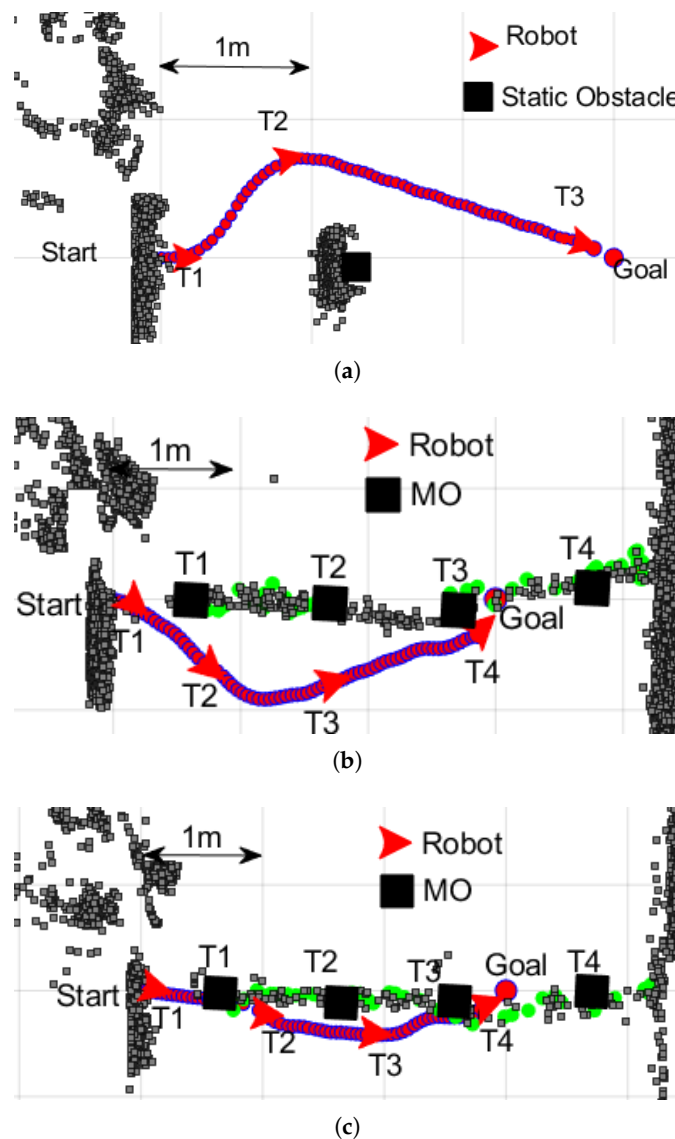 Robot
1m
Static Obstacle
T2
T3
Start
T1
Goal
(a)
1m
Robot
MO
T1
T2
T3
T4
Start
Goal
T1
T2
T4
T3
(b)
1m
Robot
MO
T1
T2
T3
Goal
T4
Start
T1
T2
T3
T4
(c)